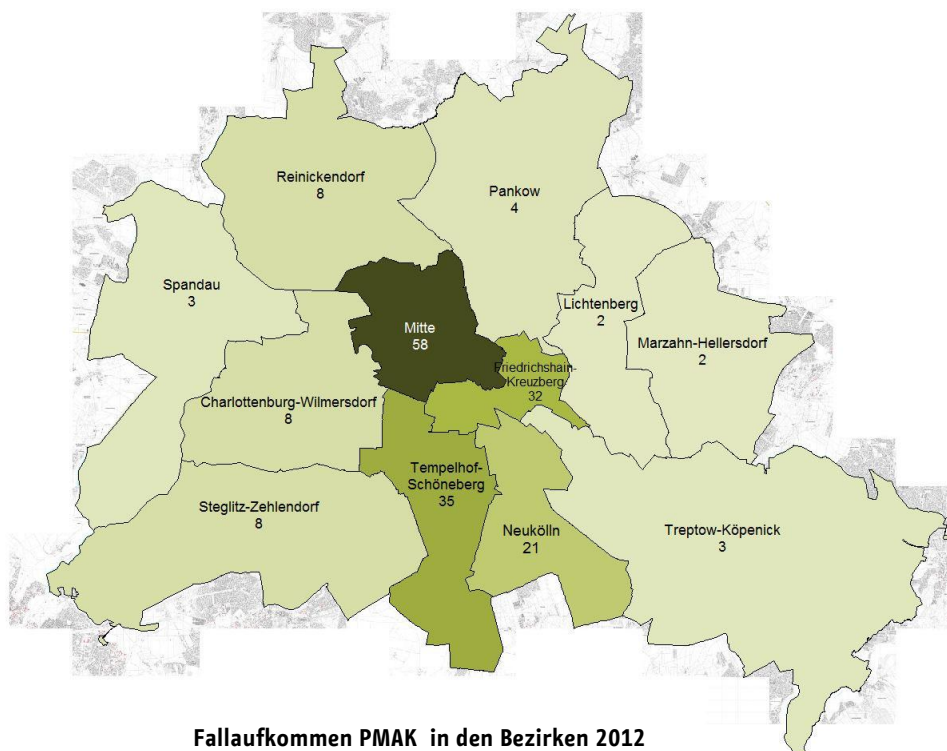 Reinickendorf
8
Pankow
4
Spandau
3
Lichtenberg
2
Mitte
58
Marzahn-Hellersdorf
2
Friedrichshain-
Kreuzberg
32
Charlottenburg-Wilmersdorf
8
Tempelhof-
Schöneberg
35
Steglitz-Zehlendorf
8
Neukölln
21
Treptow-Köpenick
3
Fallaufkommen PMAK in den Bezirken 2012